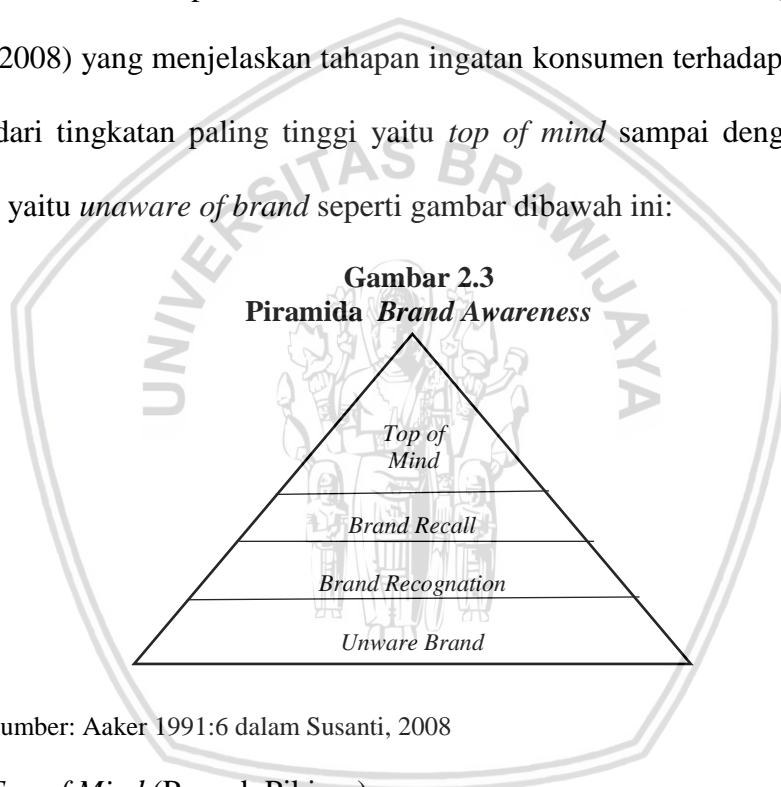 2008) yang menjelaskan tahapan ingatan konsumen terhadap
dari tingkatan paling tinggi yaitu top of mind sampai deng
yaitu unaware of brand seperti gambar dibawah ini:
UNIVERSITAS BRAWIJAYA
Gambar 2.3
Piramida Brand Awareness
Top of
Mind
Brand Recall
Brand Recognation
Unware Brand
umber: Aaker 1991:6 dalam Susanti, 2008